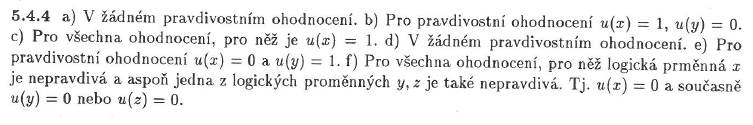 5.4.4 a) V žádném pravdivostním ohodnocení. b) Pro pravdivostní ohodnocení u(x) = 1, u(y) = 0.
c) Pro všechna ohodnocení, pro něž je u(x) = 1. d) V žádném pravdivostním ohodnocení. e) Pro
pravdivostní ohodnocení u(x) = 0 a u(y) = 1. f) Pro všechna ohodnocení, pro něž logická prměnná x
je nepravdivá a aspoň jedna z logických proměnných y, z je také nepravdivá. Tj. u(x) = 0 a současně
u(y) = 0 nebo u(z) = 0.